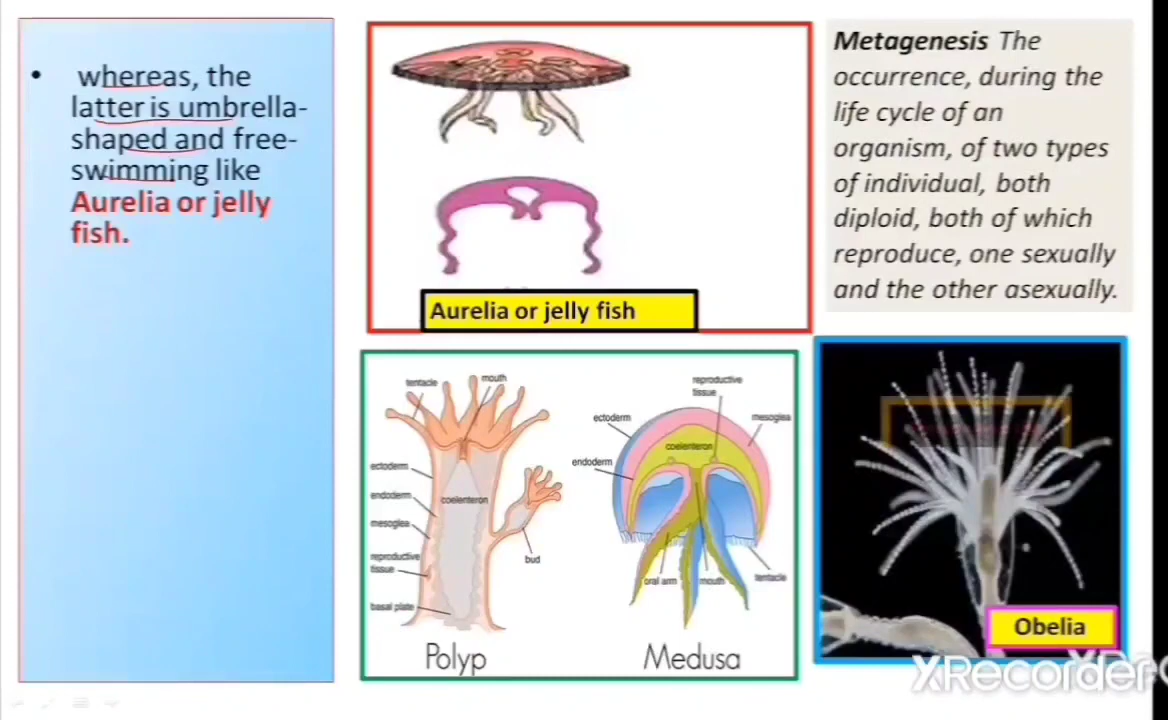 • whereas, the
latter is umbrella-
shaped and free-
swimming like
Aurelia or jelly
fish.
Aurelia or jelly fish
Metagenesis The
occurrence, during the
life cycle of an
organism, of two types
of individual, both
diploid, both of which
reproduce, one sexually
and the other asexually.
tentacle
mouth
ectoderm
endoderm
mesoglea
reproductive
tissue
basal plate
coelenteron
bud
Polyp
reproductive
tissue
ectoderm
mesoglea
coelenteron
endoderm
oral arm
mouth
tentacle
Medusa
Obelia
XRecorder